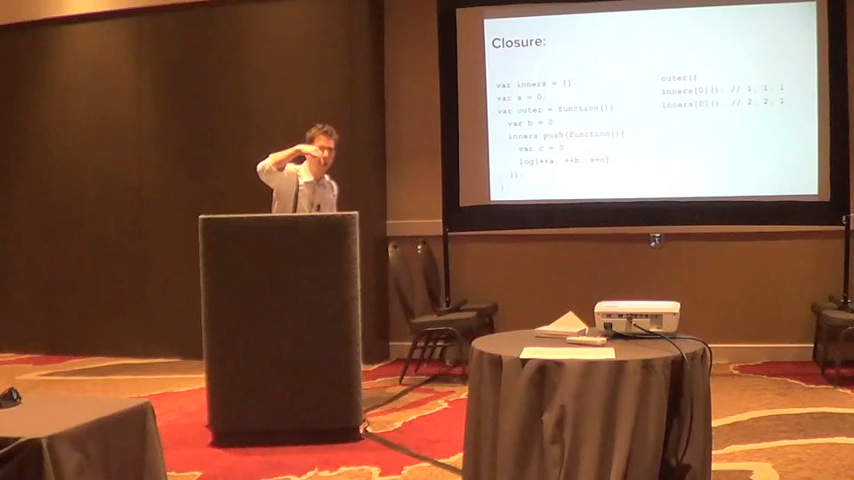 Closure:
var inners = [];
var a = 0;
var outer = function(){
var b = 0
inners.push(function(){
var c = 0
log(++a, ++b, ++c)
});
}
outer()
inners[0](); // 1, 1, 1
inners[0]() // 2, 2, 1